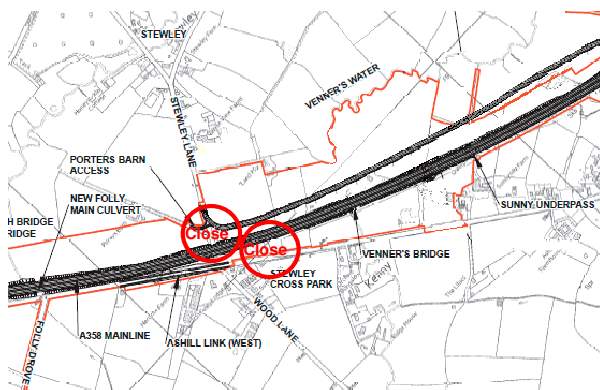 STEWLEY
VENNER'S WATER
STEWLEY LANE
PORTERS BARN
ACCESS
NEW FOLLY
MAIN CULVERT
H BRIDGE
RIDGE
Close
Close
SUNNY UNDERPASS
VENNER'S BRIDGE
STEWLEY
CROSS PARK
Kenny
WOOD LANE
A358 MAINLINE
ASHILL LINK (WEST)
FOLLY DROVE